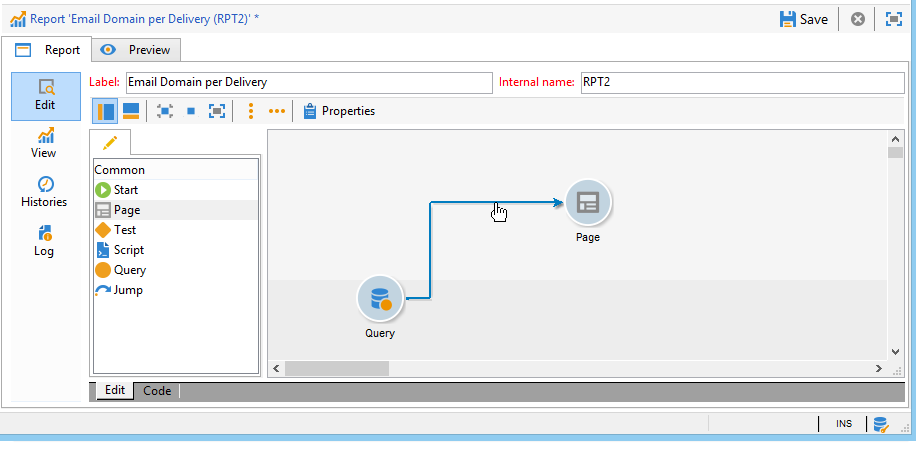 Report 'Email Domain per Delivery (RPT2)' *
Save
Report
Preview
Label: Email Domain per Delivery
Internal name: RPT2
Properties
Edit
View
Histories
Log
Common
Start
Page
Test
Script
Query
Jump
Page
Query
Edit
Code
INS